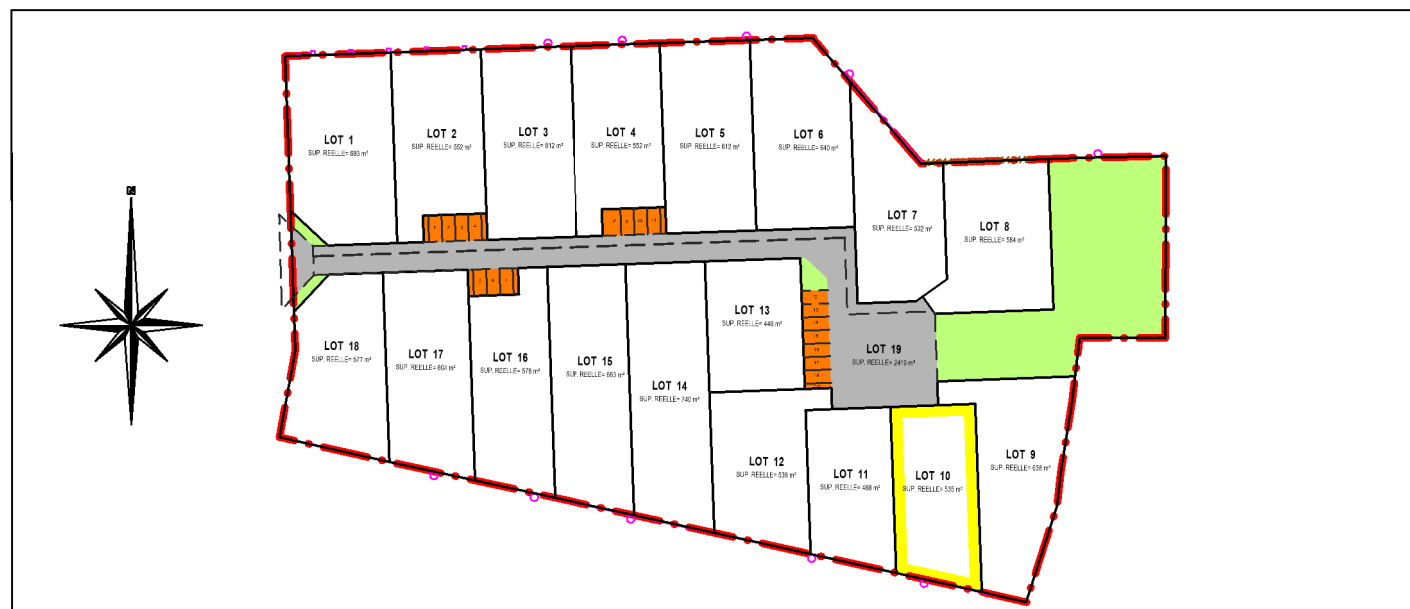 LOT 1
SUP. REELLE= 693 m²
LOT 2
SUP. REELLE= 552 m²
LOT 3
SUP. REELLE= 612 m²
LOT 4
SUP. REELLE= 552 m²
LOT 5
SUP. REELLE= 612 m²
LOT 6
SUP. REELLE= 640 m²
LOT 7
SUP. REELLE= 532 m²
LOT 8
SUP. REELLE= 584 m²
LOT 13
SUP. REELLE= 446 m²
LOT 18
SUP. REELLE= 577 m²
LOT 17
SUP. REELLE= 604 m²
LOT 16
SUP. REELLE= 578 m²
LOT 15
SUP. REELLE= 663 m²
LOT 14
SUP. REELLE= 740 m²
LOT 19
SUP. REELLE= 2419 m²
LOT 12
SUP. REELLE= 539 m²
LOT 11
SUP. REELLE= 468 m²
LOT 10
SUP. REELLE= 535 m²
LOT 9
SUP. REELLE= 638 m²